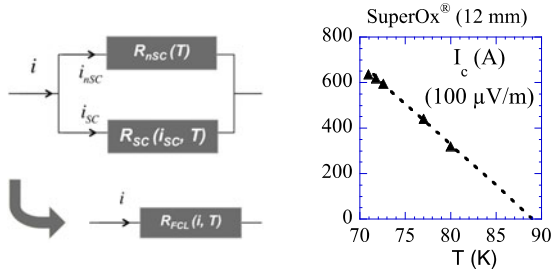 i
R_nSC (T)
i_nSC
i_SC
R_SC (i_SC, T)
i
R_FCL (i, T)
SuperOx® (12 mm)
I_c (A)
(100 μV/m)
800
600
400
200
0
70 75 80 85 90
T (K)